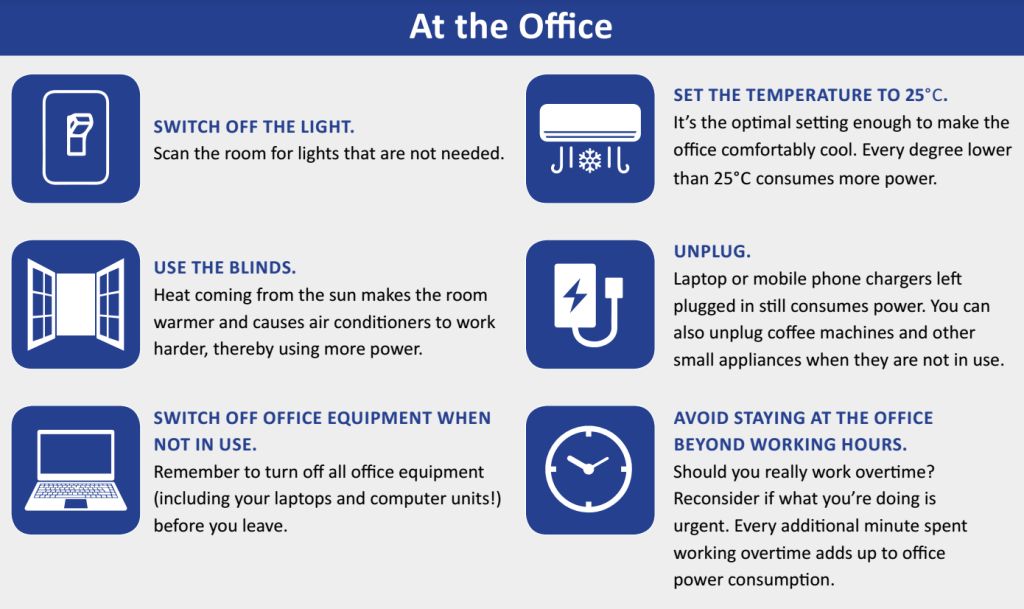 At the Office
SWITCH OFF THE LIGHT.
Scan the room for lights that are not needed.
SET THE TEMPERATURE TO 25°C.
It's the optimal setting enough to make the
office comfortably cool. Every degree lower
than 25°C consumes more power.
USE THE BLINDS.
Heat coming from the sun makes the room
warmer and causes air conditioners to work
harder, thereby using more power.
UNPLUG.
Laptop or mobile phone chargers left
plugged in still consumes power. You can
also unplug coffee machines and other
small appliances when they are not in use.
SWITCH OFF OFFICE EQUIPMENT WHEN
NOT IN USE.
Remember to turn off all office equipment
(including your laptops and computer units!)
before you leave.
AVOID STAYING AT THE OFFICE
BEYOND WORKING HOURS.
Should you really work overtime?
Reconsider if what you're doing is
urgent. Every additional minute spent
working overtime adds up to office
power consumption.